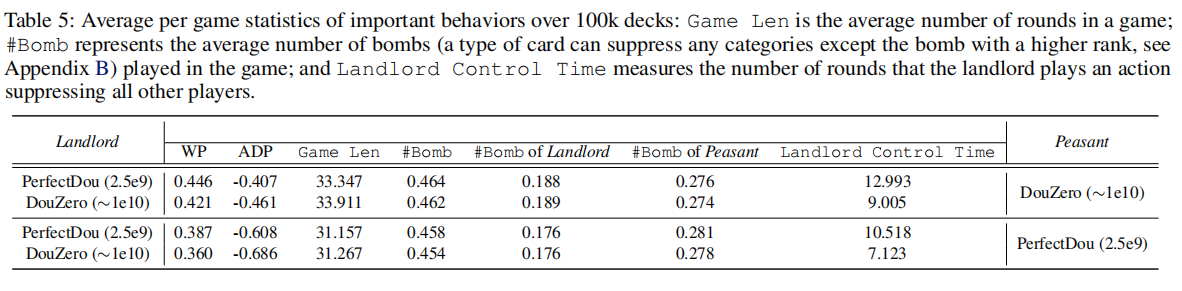 Table 5: Average per game statistics of important behaviors over 100k decks: Game Len is the average number of rounds in a game;
#Bomb represents the average number of bombs (a type of card can suppress any categories except the bomb with a higher rank, see
Appendix B) played in the game; and Landlord Control Time measures the number of rounds that the landlord plays an action
suppressing all other players.
Landlord WP ADP Game Len #Bomb #Bomb of Landlord #Bomb of Peasant Landlord Control Time Peasant
PerfectDou (2.5e9) 0.446 -0.407 33.347 0.464 0.188 0.276 12.993
DouZero (∼1e10) 0.421 -0.461 33.911 0.462 0.189 0.274 9.005
DouZero (∼1e10)
PerfectDou (2.5e9) 0.387 -0.608 31.157 0.458 0.176 0.281 10.518
DouZero (∼1e10) 0.360 -0.686 31.267 0.454 0.176 0.278 7.123
PerfectDou (2.5e9)